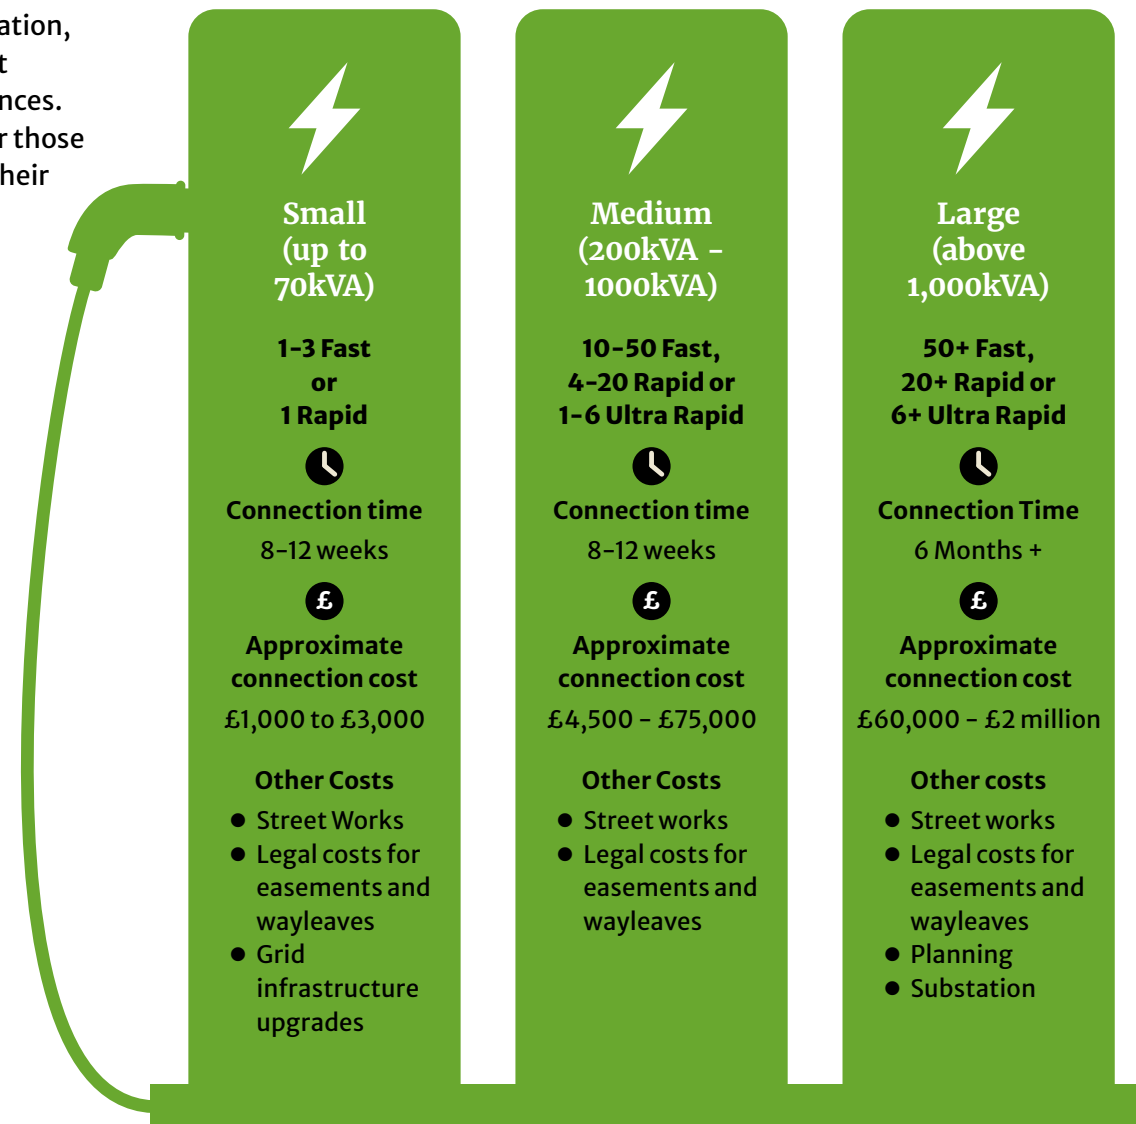 ation,
t
nces.
r those
heir
Small
(up to
70kVA)
1-3 Fast
or
1 Rapid
Connection time
8-12 weeks
£
Approximate
connection cost
£1,000 to £3,000
Other Costs
● Street Works
● Legal costs for
easements and
wayleaves
● Grid
infrastructure
upgrades
Medium
(200kVA -
1000kVA)
10-50 Fast,
4-20 Rapid or
1-6 Ultra Rapid
Connection time
8-12 weeks
£
Approximate
connection cost
£4,500 - £75,000
Other Costs
● Street works
● Legal costs for
easements and
wayleaves
Large
(above
1,000kVA)
50+ Fast,
20+ Rapid or
6+ Ultra Rapid
Connection Time
6 Months +
£
Approximate
connection cost
£60,000 - £2 million
Other costs
● Street works
● Legal costs for
easements and
wayleaves
● Planning
● Substation